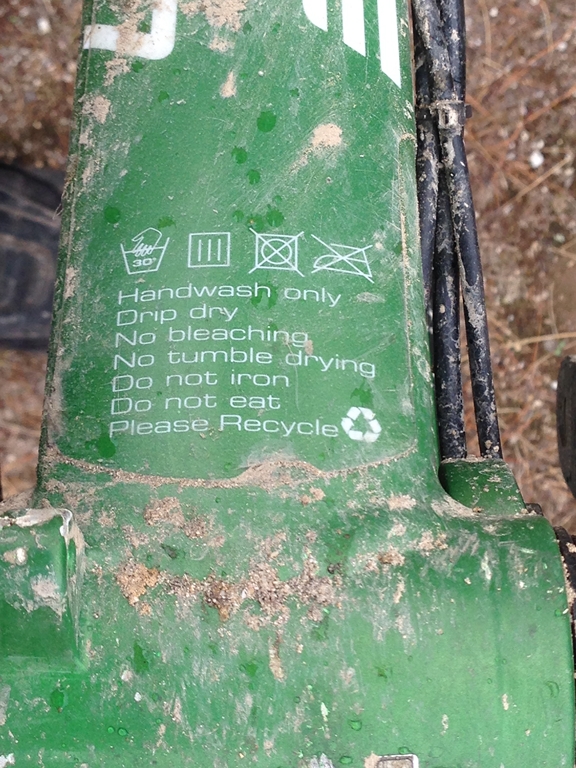 30°
Handwash only
Drip dry
No bleaching
No tumble drying
Do not iron
Do not eat
Please Recycle